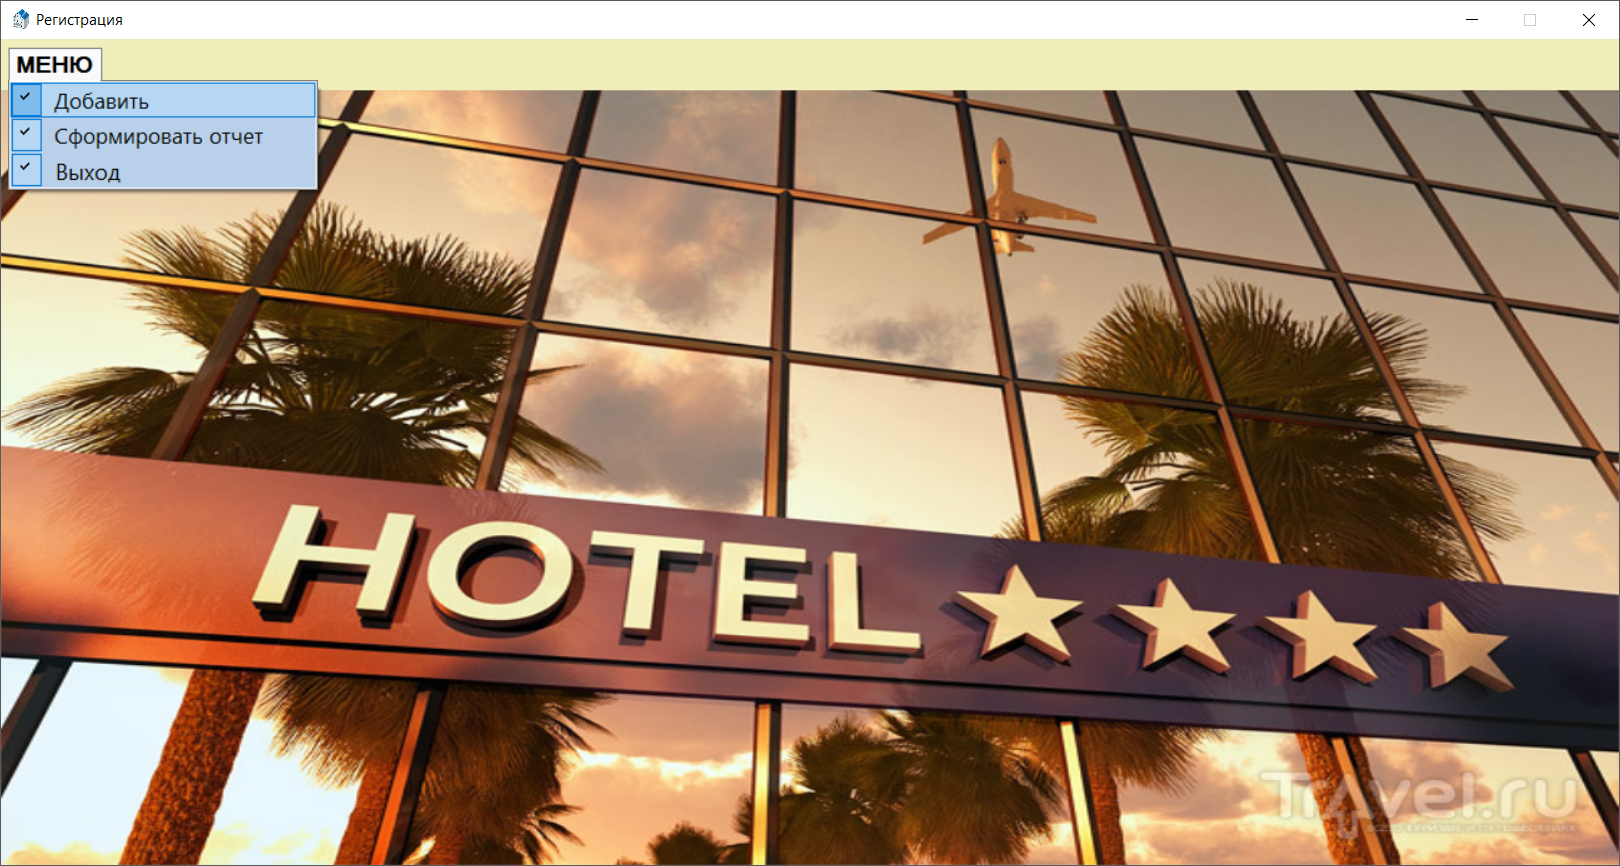 Регистрация
МЕНЮ
Добавить
Сформировать отчет
Выход
HOTEL
Travel.ru